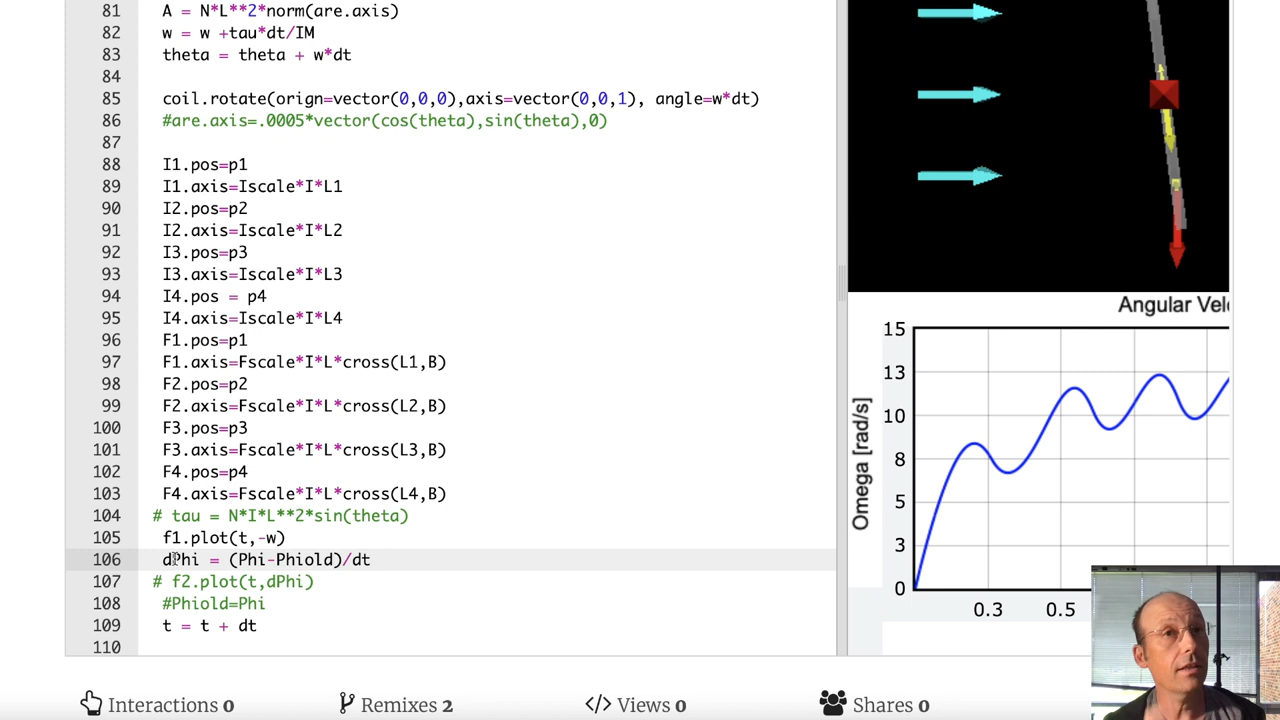 81 A = N*L**2*norm(are.axis)
82 w = w +tau*dt/IM
83 theta = theta + w*dt
84
85 coil.rotate(orign=vector(0,0,0),axis=vector(0,0,1), angle=w*dt)
86 #are.axis=.0005*vector(cos(theta),sin(theta),0)
87
88 I1.pos=p1
89 I1.axis=Iscale*I*L1
90 I2.pos=p2
91 I2.axis=Iscale*I*L2
92 I3.pos=p3
93 I3.axis=Iscale*I*L3
94 I4.pos = p4
95 I4.axis=Iscale*I*L4
96 F1.pos=p1
97 F1.axis=Fscale*I*L*cross(L1,B)
98 F2.pos=p2
99 F2.axis=Fscale*I*L*cross(L2,B)
100 F3.pos=p3
101 F3.axis=Fscale*I*L*cross(L3,B)
102 F4.pos=p4
103 F4.axis=Fscale*I*L*cross(L4,B)
104 # tau = N*I*L**2*sin(theta)
105 f1.plot(t,-w)
106 dPhi = (Phi-Phiold)/dt
107 # f2.plot(t,dPhi)
108 #Phiold=Phi
109 t = t + dt
110
Angular Vel
15
13
10
8
5
3
0
Omega [rad/s]
0.3 0.5
Interactions 0 Remixes 2 </> Views 0 Shares 0